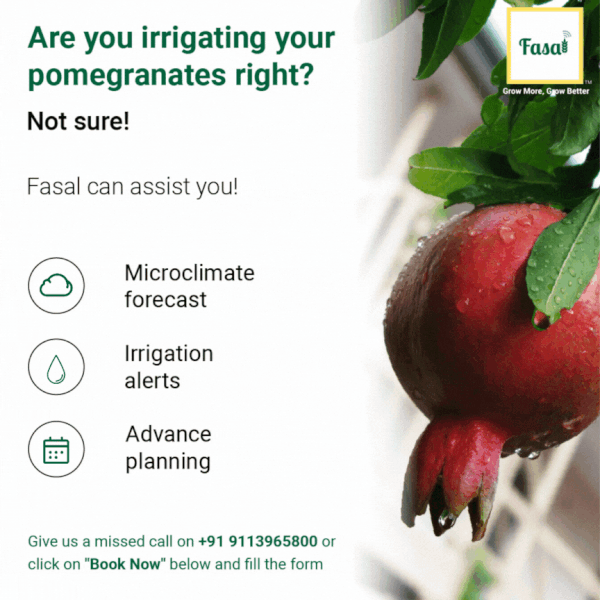 Are you irrigating your
pomegranates right?
Fasal
TM
Grow More, Grow Better
Not sure!
Fasal can assist you!
Microclimate
forecast
Irrigation
alerts
Advance
planning
Give us a missed call on +91 9113965800 or
click on "Book Now" below and fill the form